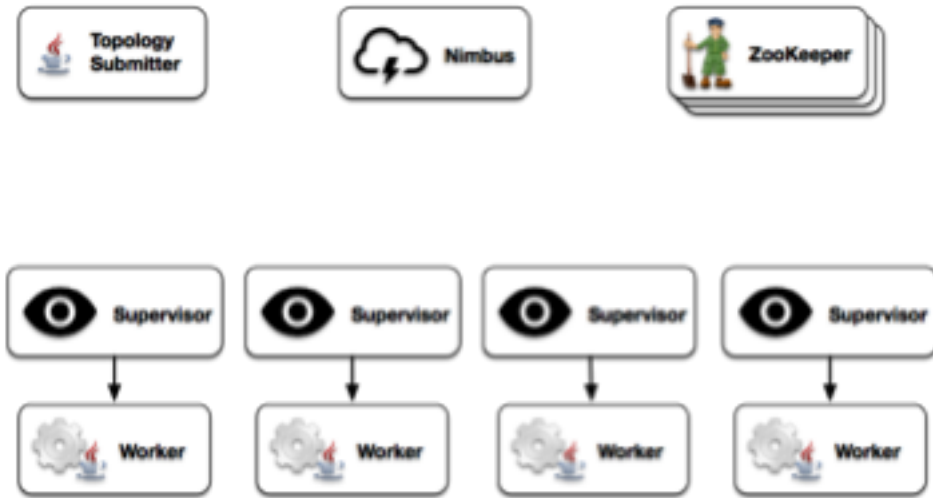 Topology
Submitter
Nimbus
ZooKeeper
Supervisor
Supervisor
Supervisor
Supervisor
Worker
Worker
Worker
Worker